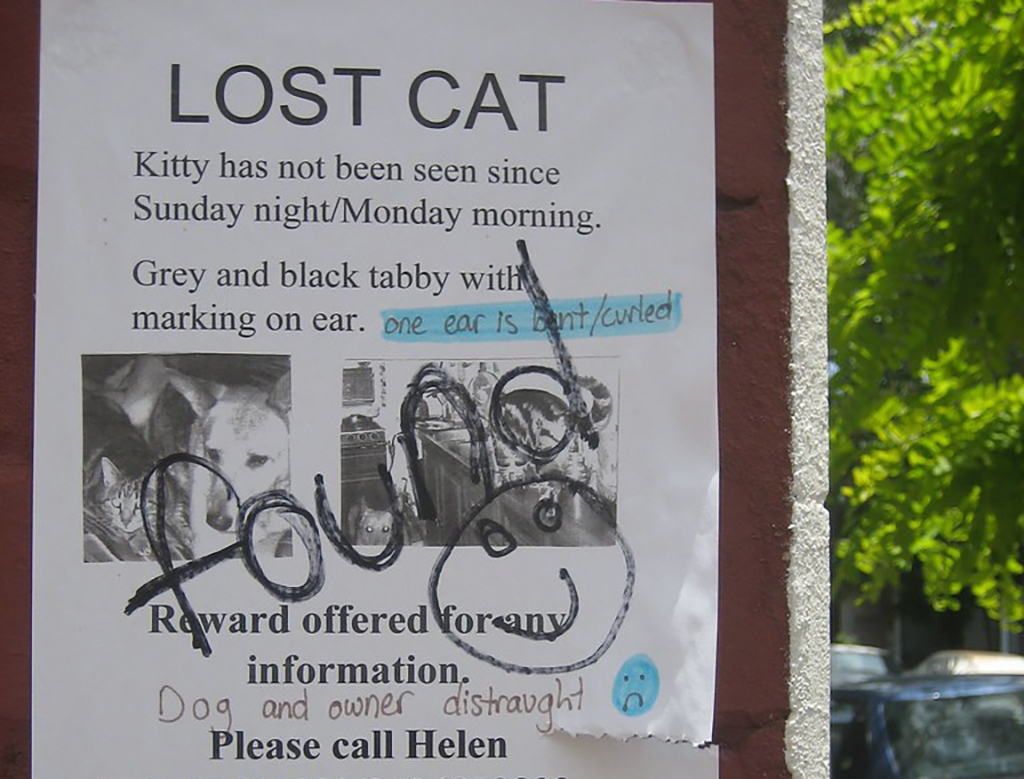 LOST CAT
Kitty has not been seen since
Sunday night/Monday morning.
Grey and black tabby with
marking on ear. one ear is bent/curled
found!
Reward offered for any
information.
Dog and owner distraught
Please call Helen